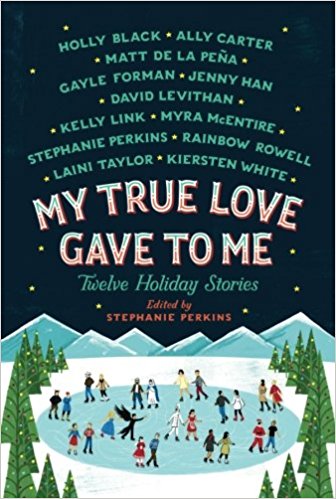 HOLLY BLACK ★ ALLY CARTER
★ MATT DE LA PEÑA ★
GAYLE FORMAN ★ JENNY HAN
★ DAVID LEVITHAN ★
★ KELLY LINK ★ MYRA McENTIRE ★
STEPHANIE PERKINS ★ RAINBOW ROWELL
★ LAINI TAYLOR ★ KIERSTEN WHITE ★
MY TRUE LOVE
GAVE TO ME
Twelve Holiday Stories
Edited by
STEPHANIE PERKINS